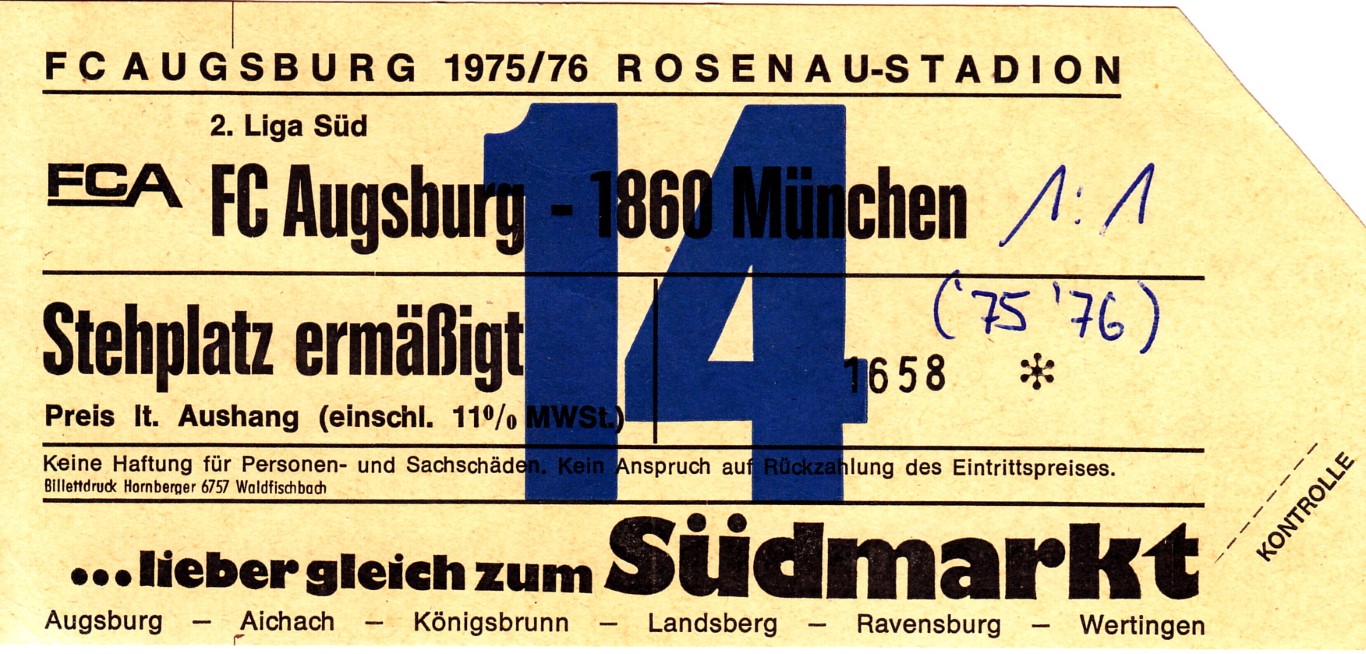 FC AUGSBURG 1975/76 ROSENAU-STADION
14
2. Liga Süd
FCA FC Augsburg - 1860 München 1:1
Stehplatz ermäßigt ('75 '76)
1658 *
Preis lt. Aushang (einschl. 11% MWSt.)
Keine Haftung für Personen- und Sachschäden. Kein Anspruch auf Rückzahlung des Eintrittspreises.
Billettdruck Hornberger 6757 Waldfischbach
KONTROLLE
...lieber gleich zum Südmarkt
Augsburg — Aichach — Königsbrunn — Landsberg — Ravensburg — Wertingen